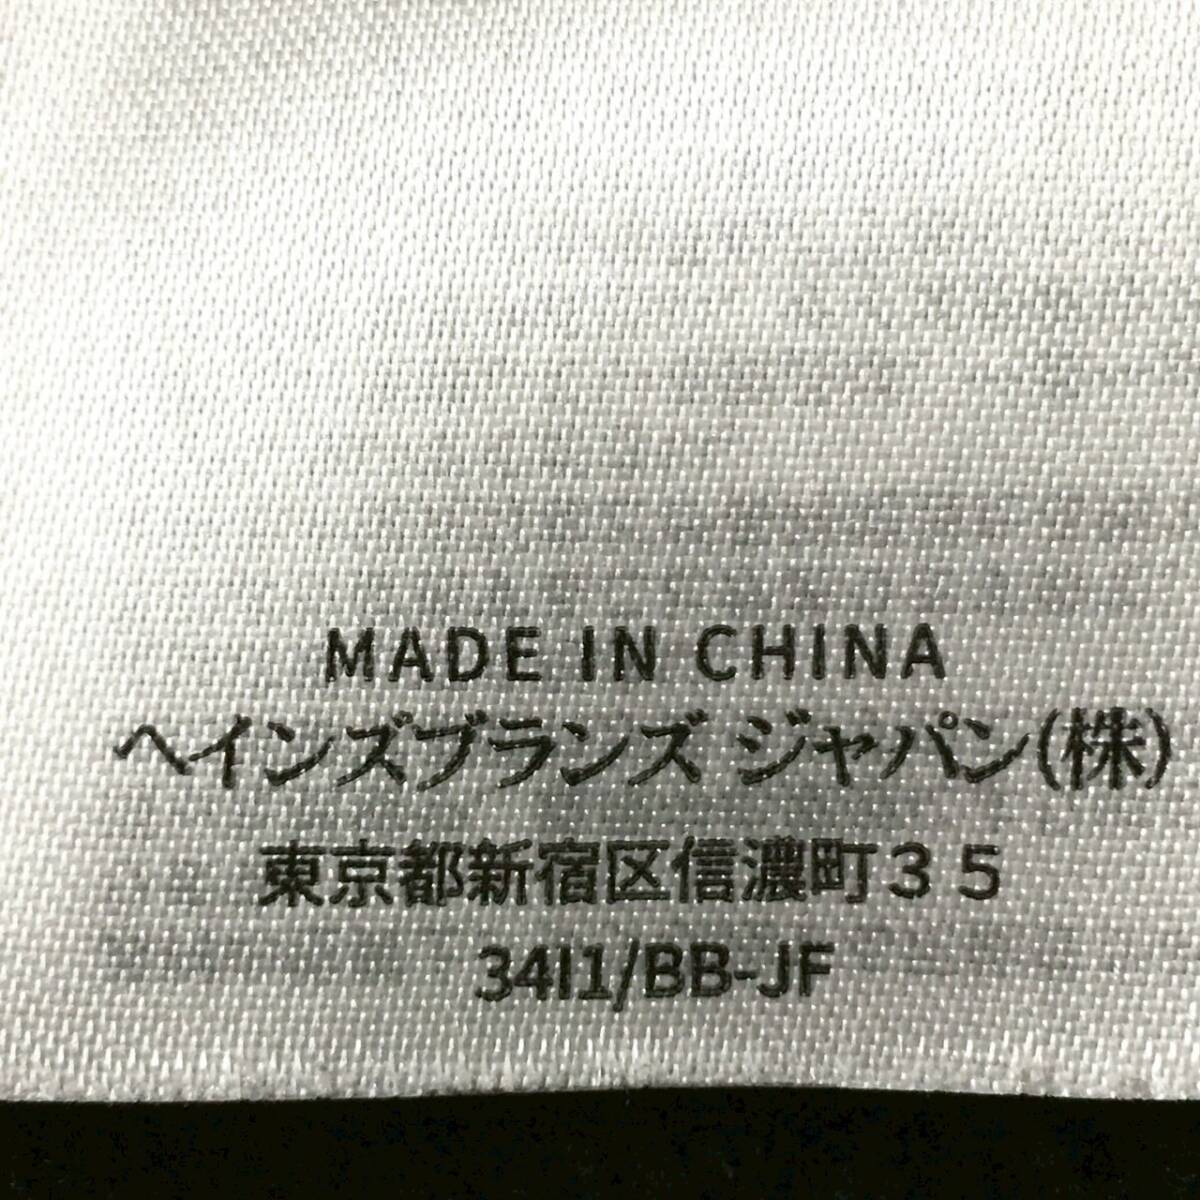 MADE IN CHINA
ヘインズブランズ ジャパン(株)
東京都新宿区信濃町３５
34I1/BB-JF